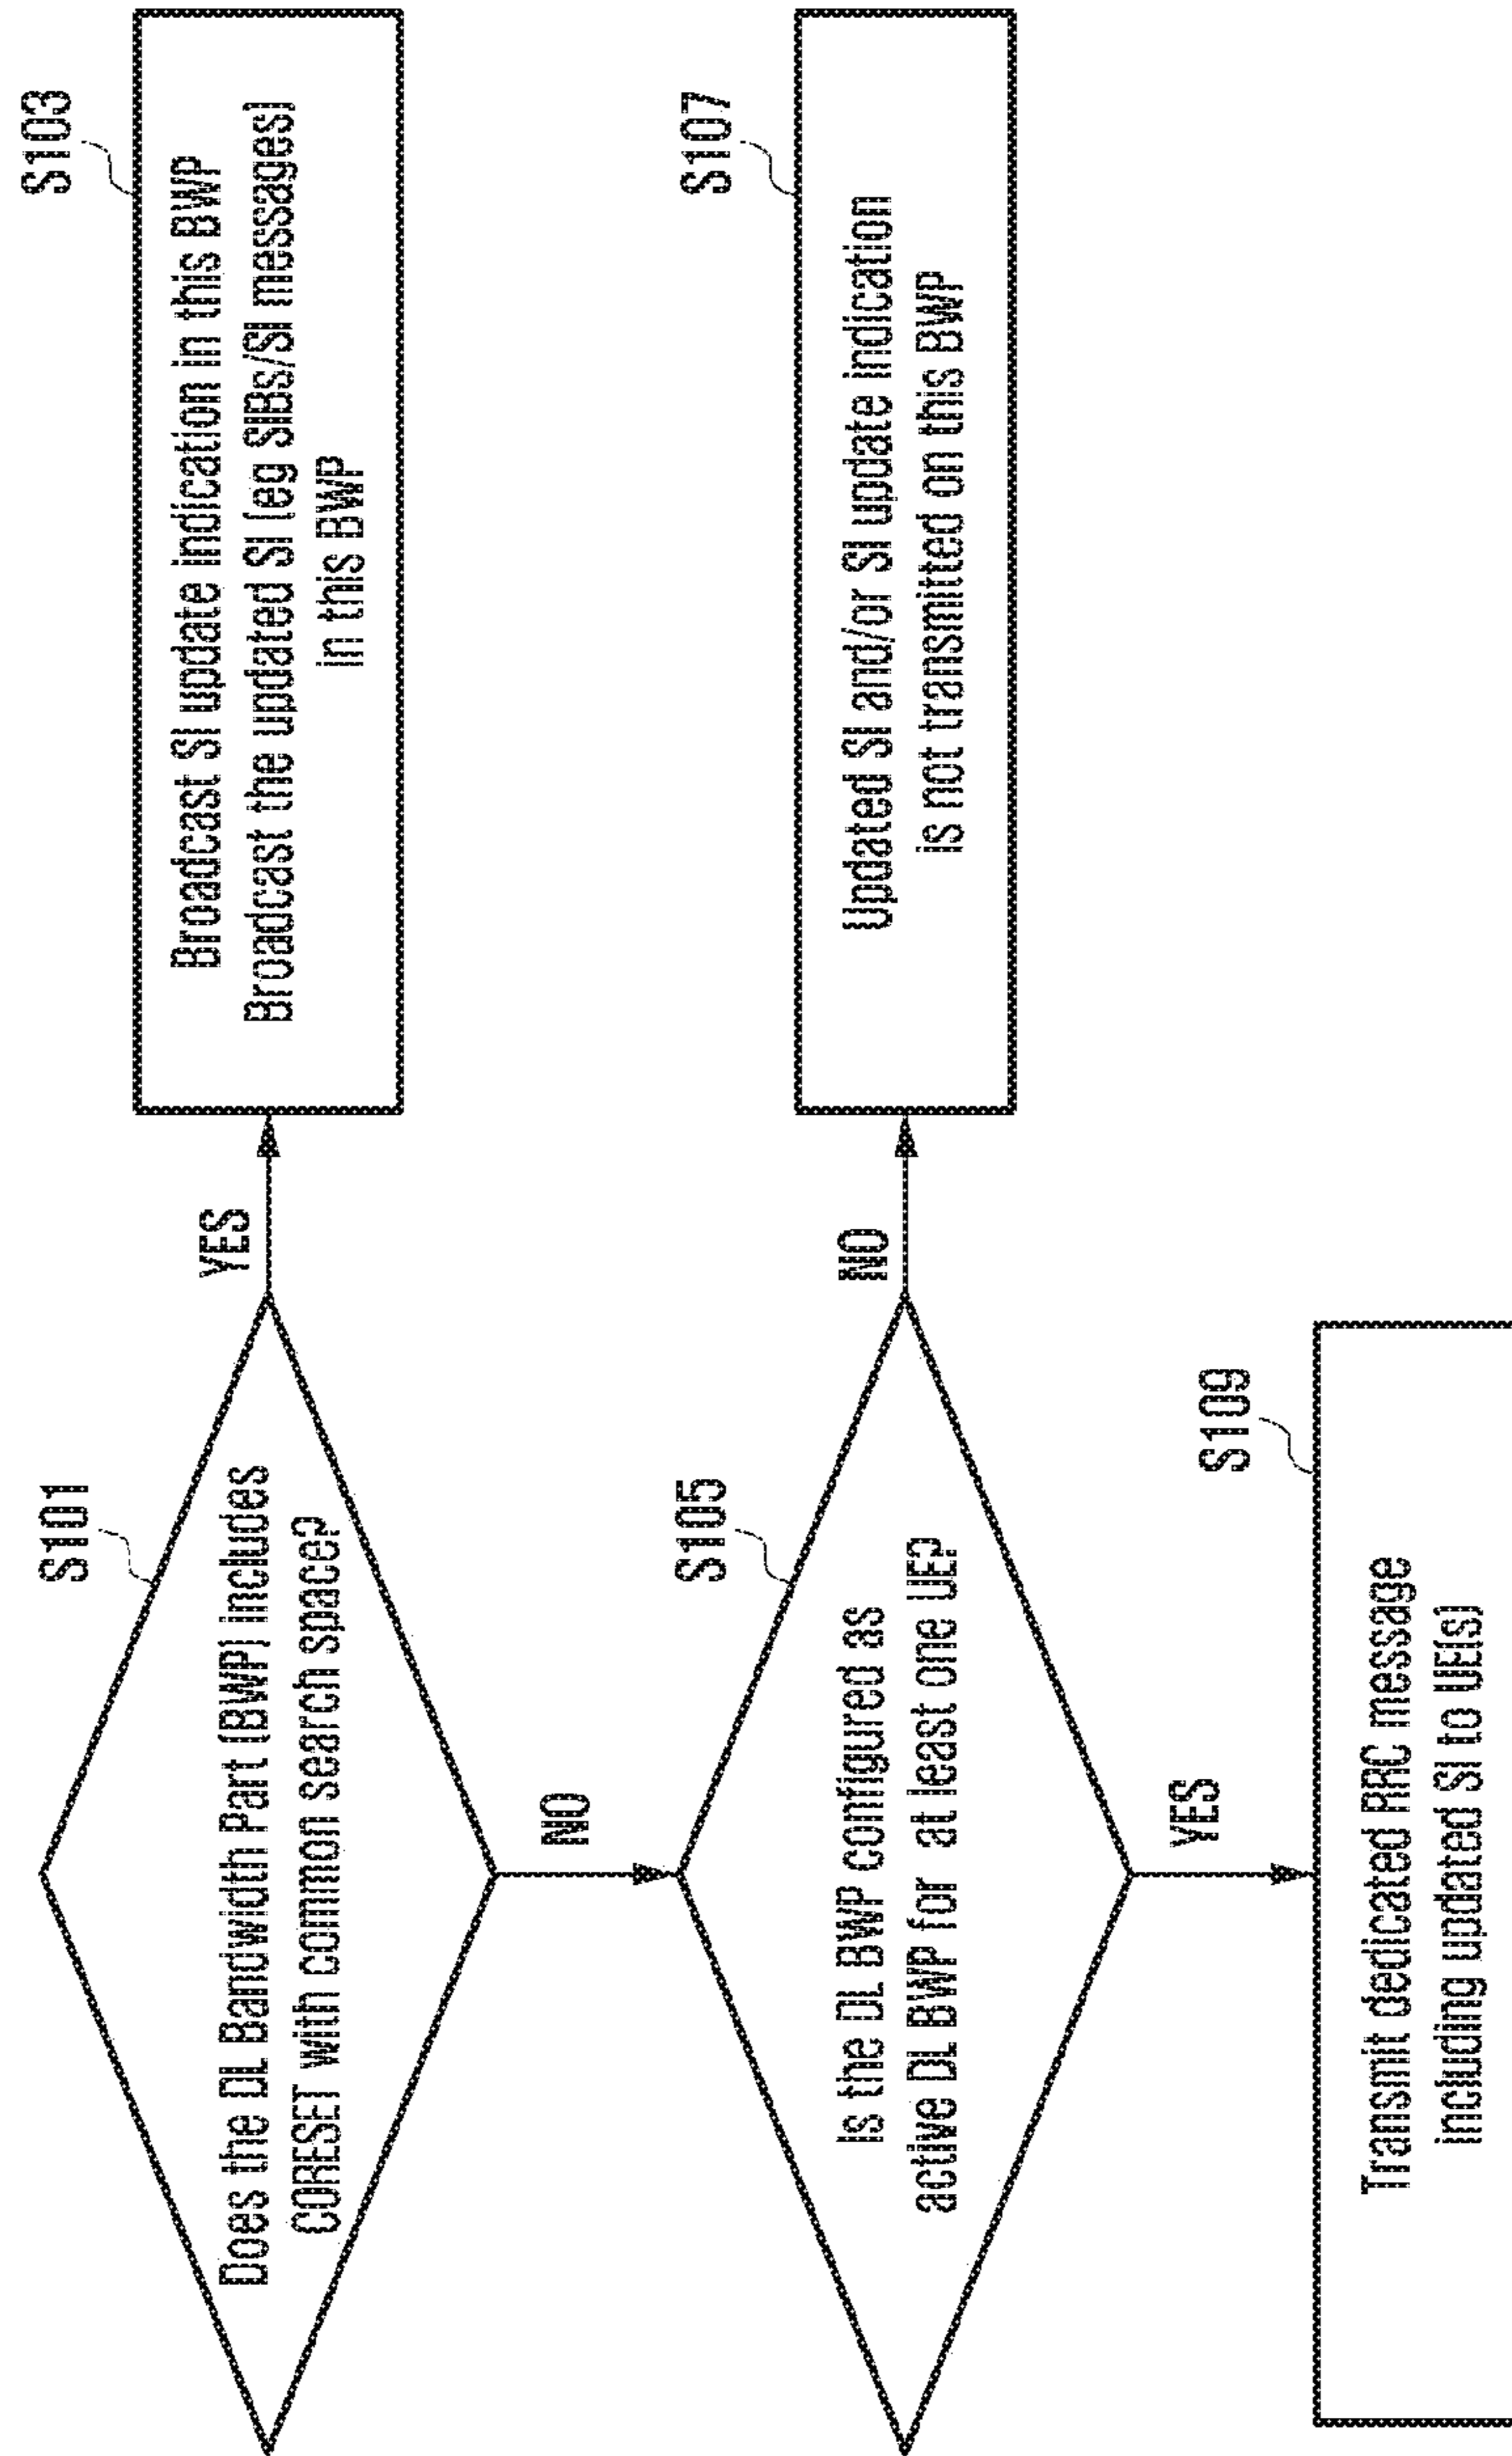 S101
Does the DL Bandwidth Part (BWP) includes
CORESET with common search space?
YES
S103
Broadcast SI update indication in this BWP
Broadcast the updated SI (eg SIBs/SI messages)
in this BWP
NO
S105
Is the DL BWP configured as
active DL BWP for at least one UE?
NO
S107
Updated SI and/or SI update indication
is not transmitted on this BWP
YES
S109
Transmit dedicated RRC message
including updated SI to UE(s)